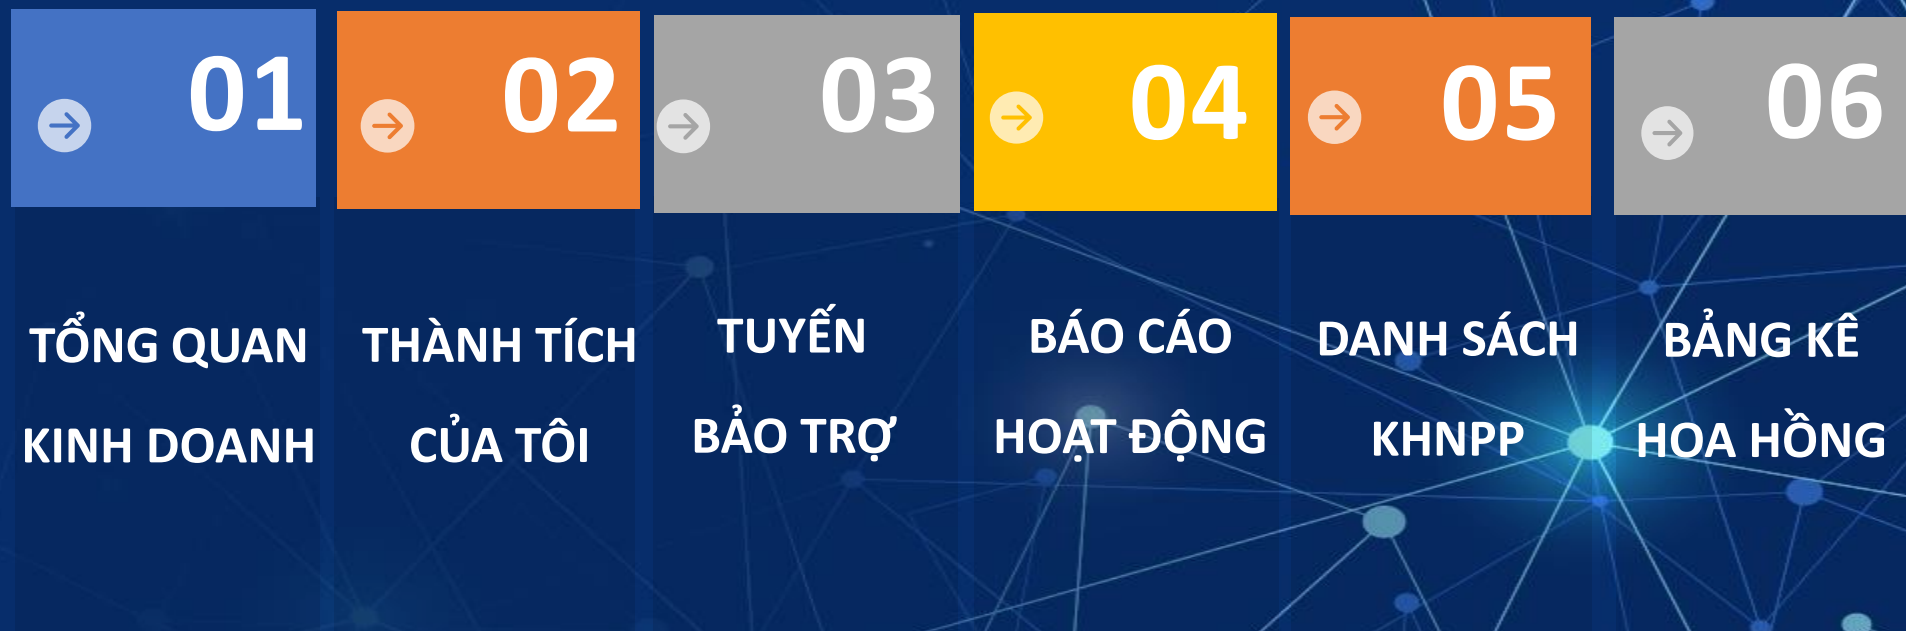 01
TỔNG QUAN
KINH DOANH
02
THÀNH TÍCH
CỦA TÔI
03
TUYẾN
BẢO TRỢ
04
BÁO CÁO
HOẠT ĐỘNG
05
DANH SÁCH
KHNPP
06
BẢNG KÊ
HOA HỒNG